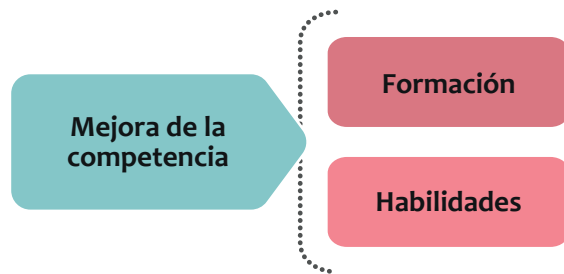 Mejora de la
competencia
Formación
Habilidades